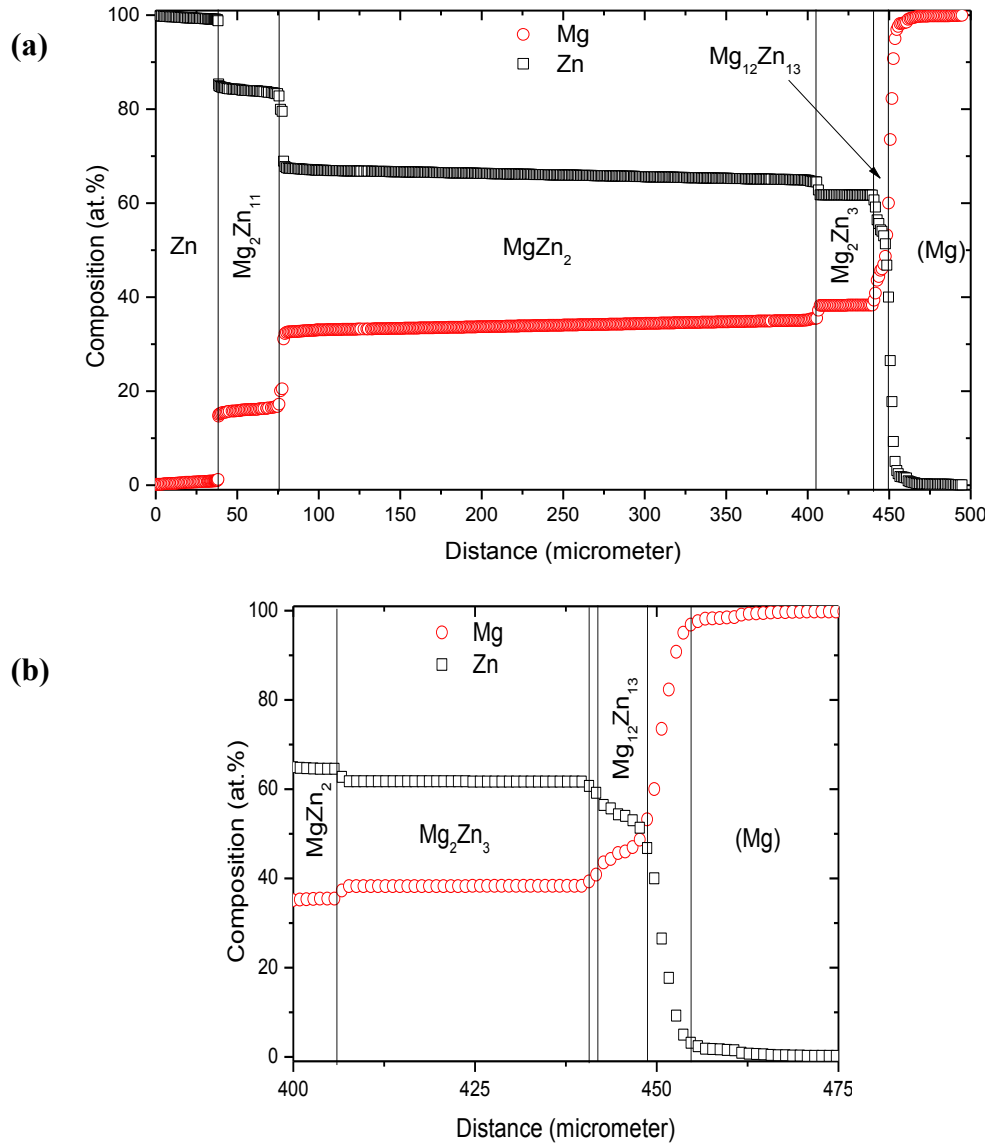 (a)
Composition (at.%)
100
80
60
40
20
0
Mg
Zn
Mg₁₂Zn₁₃
Zn
Mg₂Zn₁₁
MgZn₂
Mg₂Zn₃
(Mg)
0 50 100 150 200 250 300 350 400 450 500
Distance (micrometer)
(b)
Composition (at.%)
100
80
60
40
20
0
Mg
Zn
MgZn₂
Mg₂Zn₃
Mg₁₂Zn₁₃
(Mg)
400 425 450 475
Distance (micrometer)